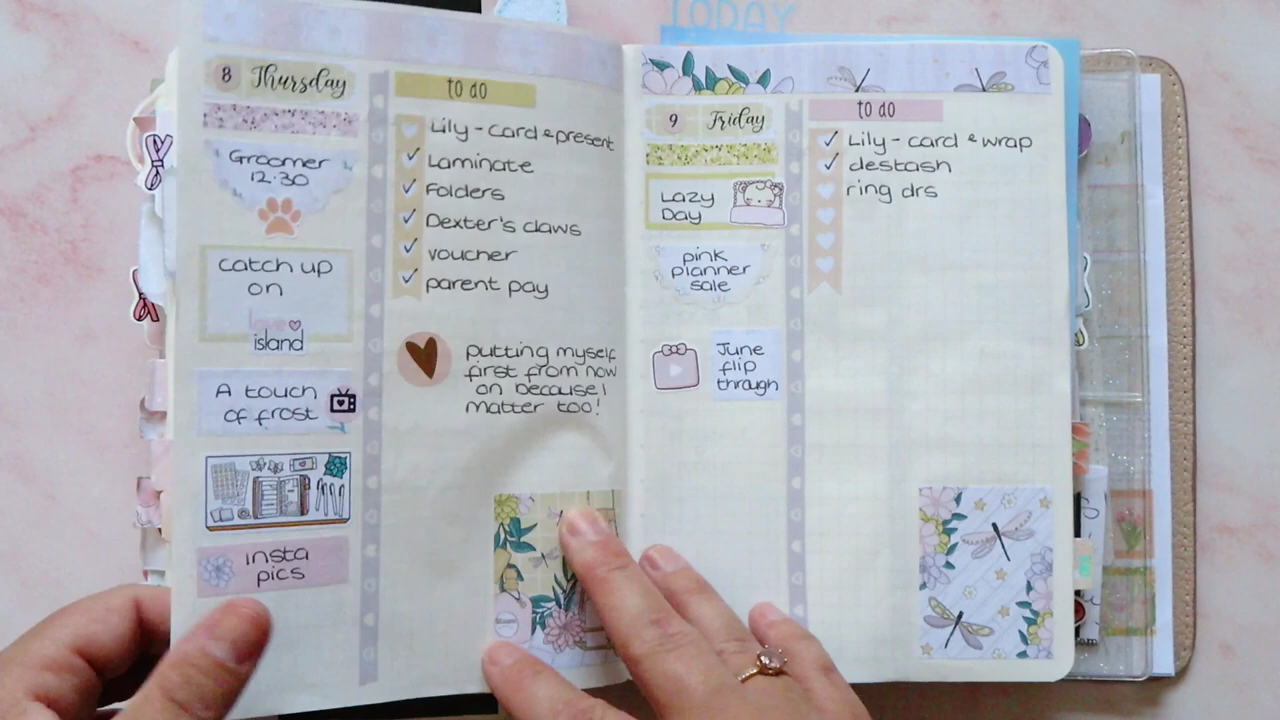 TODAY
8 Thursday
Groomer
12.30
catch up
on
love
island
A touch
of frost
insta
pics
to do
Lily - card & present
Laminate
Folders
Dexter's claws
voucher
parent pay
putting myself
first from now
on because I
matter too!
9 Friday
Lazy
Day
pink
planner
sale
June
flip
through
to do
Lily - card & wrap
destash
ring drs